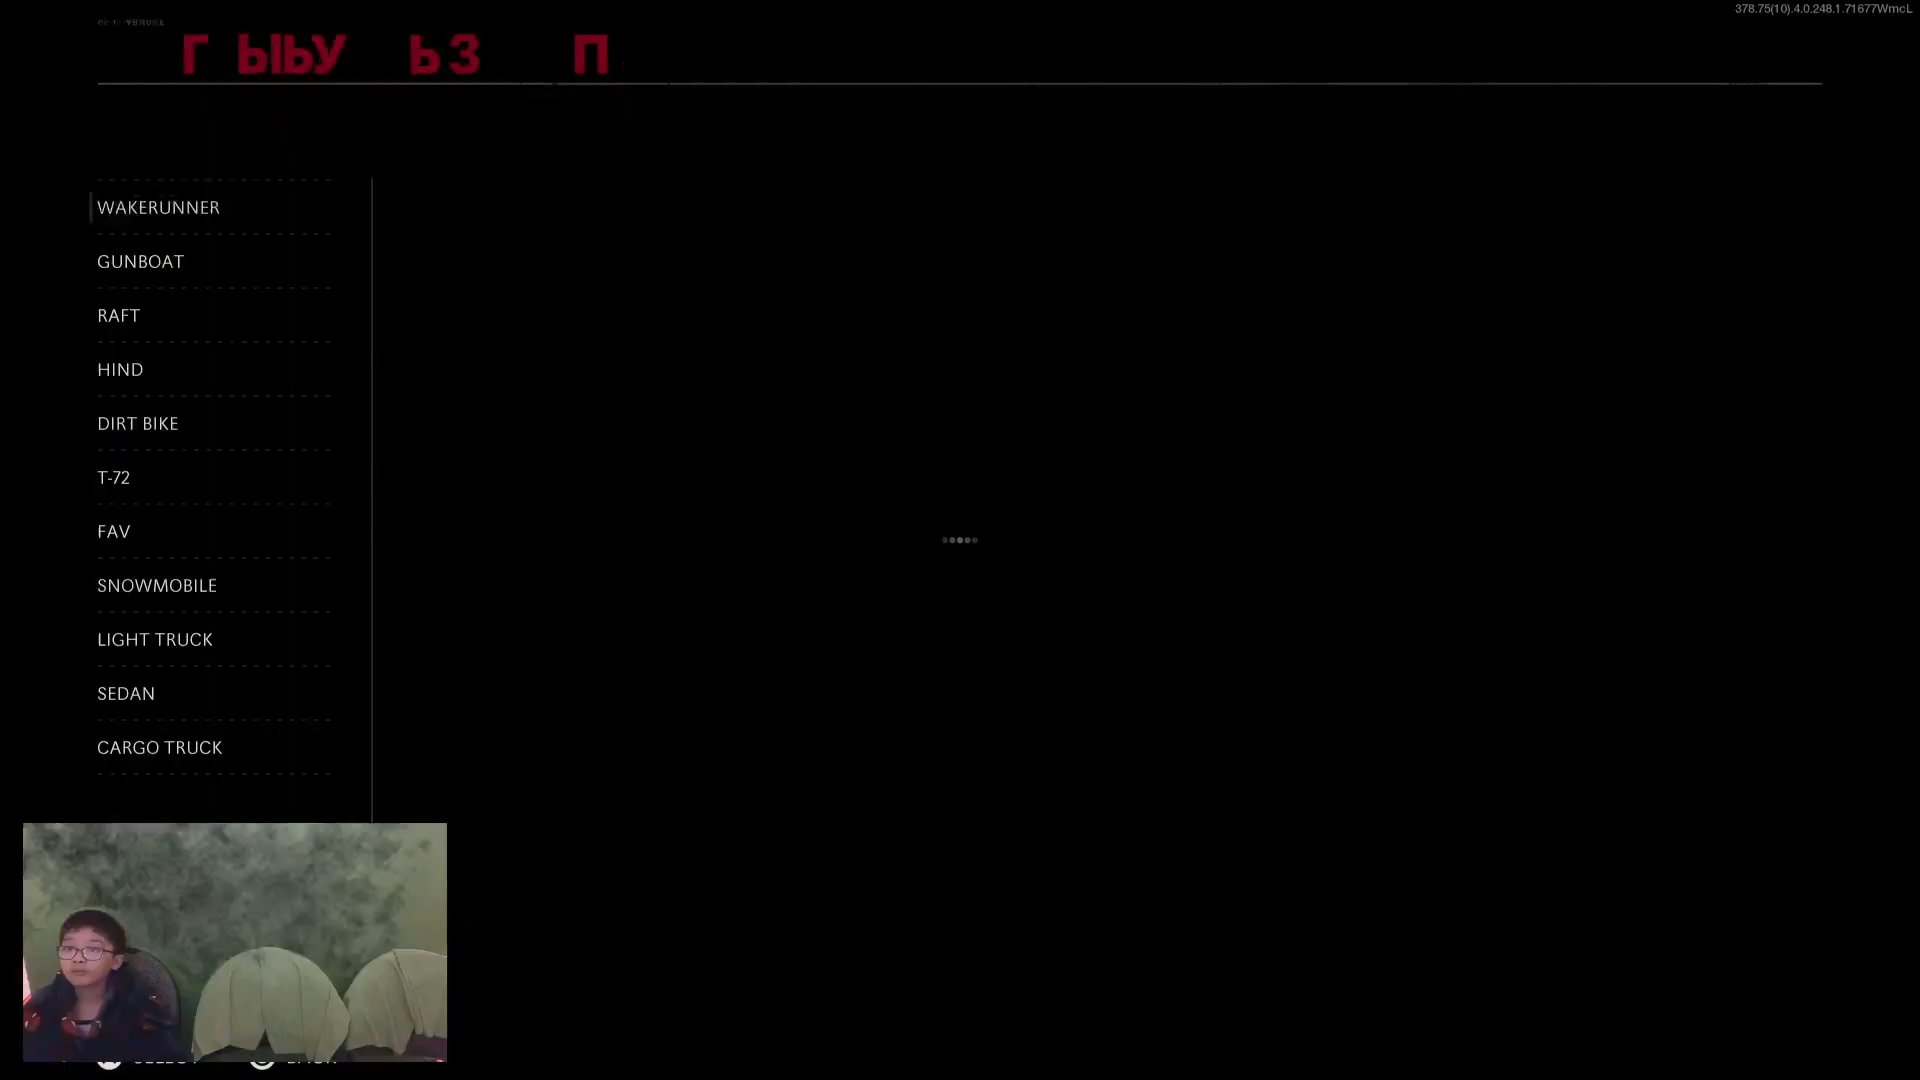 378.75(10).4.0.248.1.71677WmcL
Г ЫЬУ Ь З П
WAKERUNNER
GUNBOAT
RAFT
HIND
DIRT BIKE
T-72
FAV
SNOWMOBILE
LIGHT TRUCK
SEDAN
CARGO TRUCK